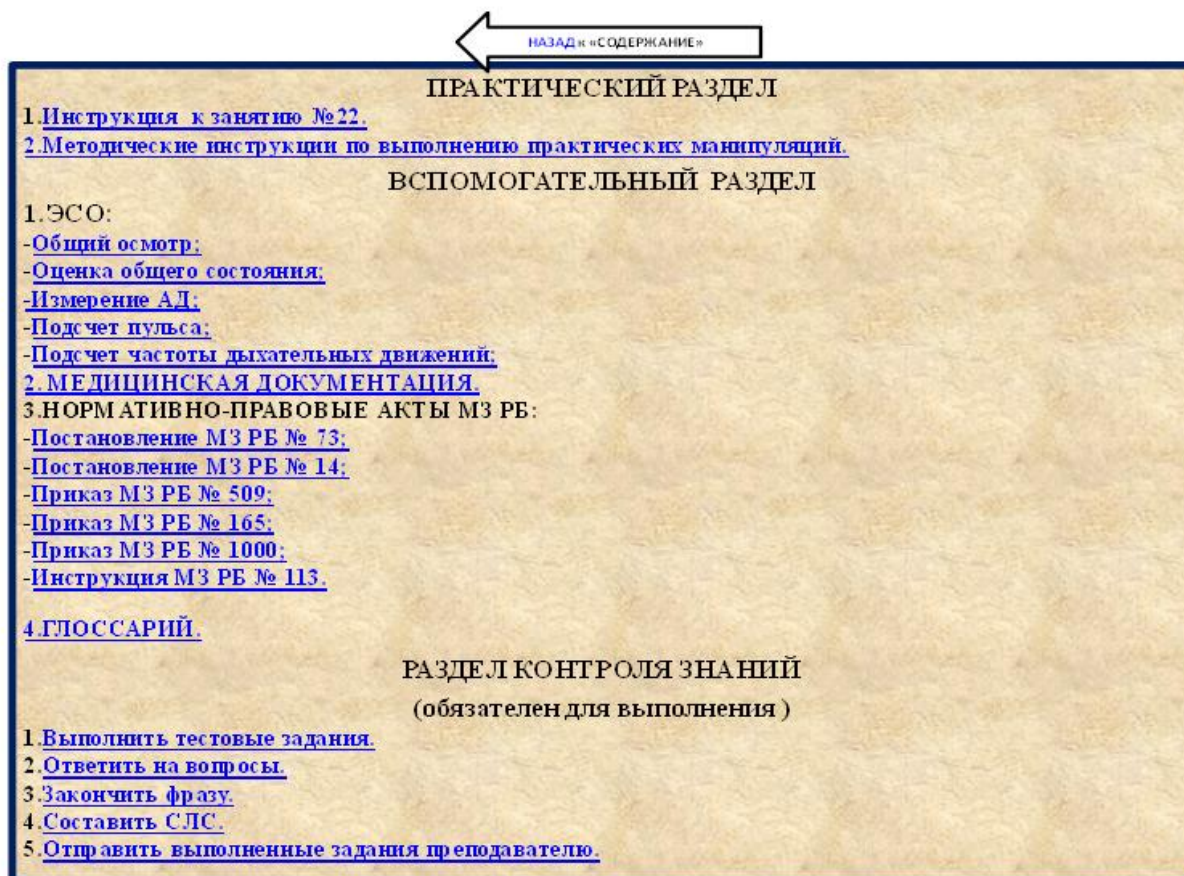 НАЗАД к «СОДЕРЖАНИЕ»
ПРАКТИЧЕСКИЙ РАЗДЕЛ
1.Инструкция к занятию №22.
2.Методические инструкции по выполнению практических манипуляций.
ВСПОМОГАТЕЛЬНЫЙ РАЗДЕЛ
1.ЭСО:
-Общий осмотр;
-Оценка общего состояния;
-Измерение АД;
-Подсчет пульса;
-Подсчет частоты дыхательных движений;
2. МЕДИЦИНСКАЯ ДОКУМЕНТАЦИЯ.
3.НОРМАТИВНО-ПРАВОВЫЕ АКТЫ МЗ РБ:
-Постановление МЗ РБ № 73;
-Постановление МЗ РБ № 14;
-Приказ МЗ РБ № 509;
-Приказ МЗ РБ № 165;
-Приказ МЗ РБ № 1000;
-Инструкция МЗ РБ № 113.
4.ГЛОССАРИЙ.
РАЗДЕЛ КОНТРОЛЯ ЗНАНИЙ
(обязателен для выполнения )
1.Выполнить тестовые задания.
2.Ответить на вопросы.
3.Закончить фразу.
4.Составить СЛС.
5.Отправить выполненные задания преподавателю.